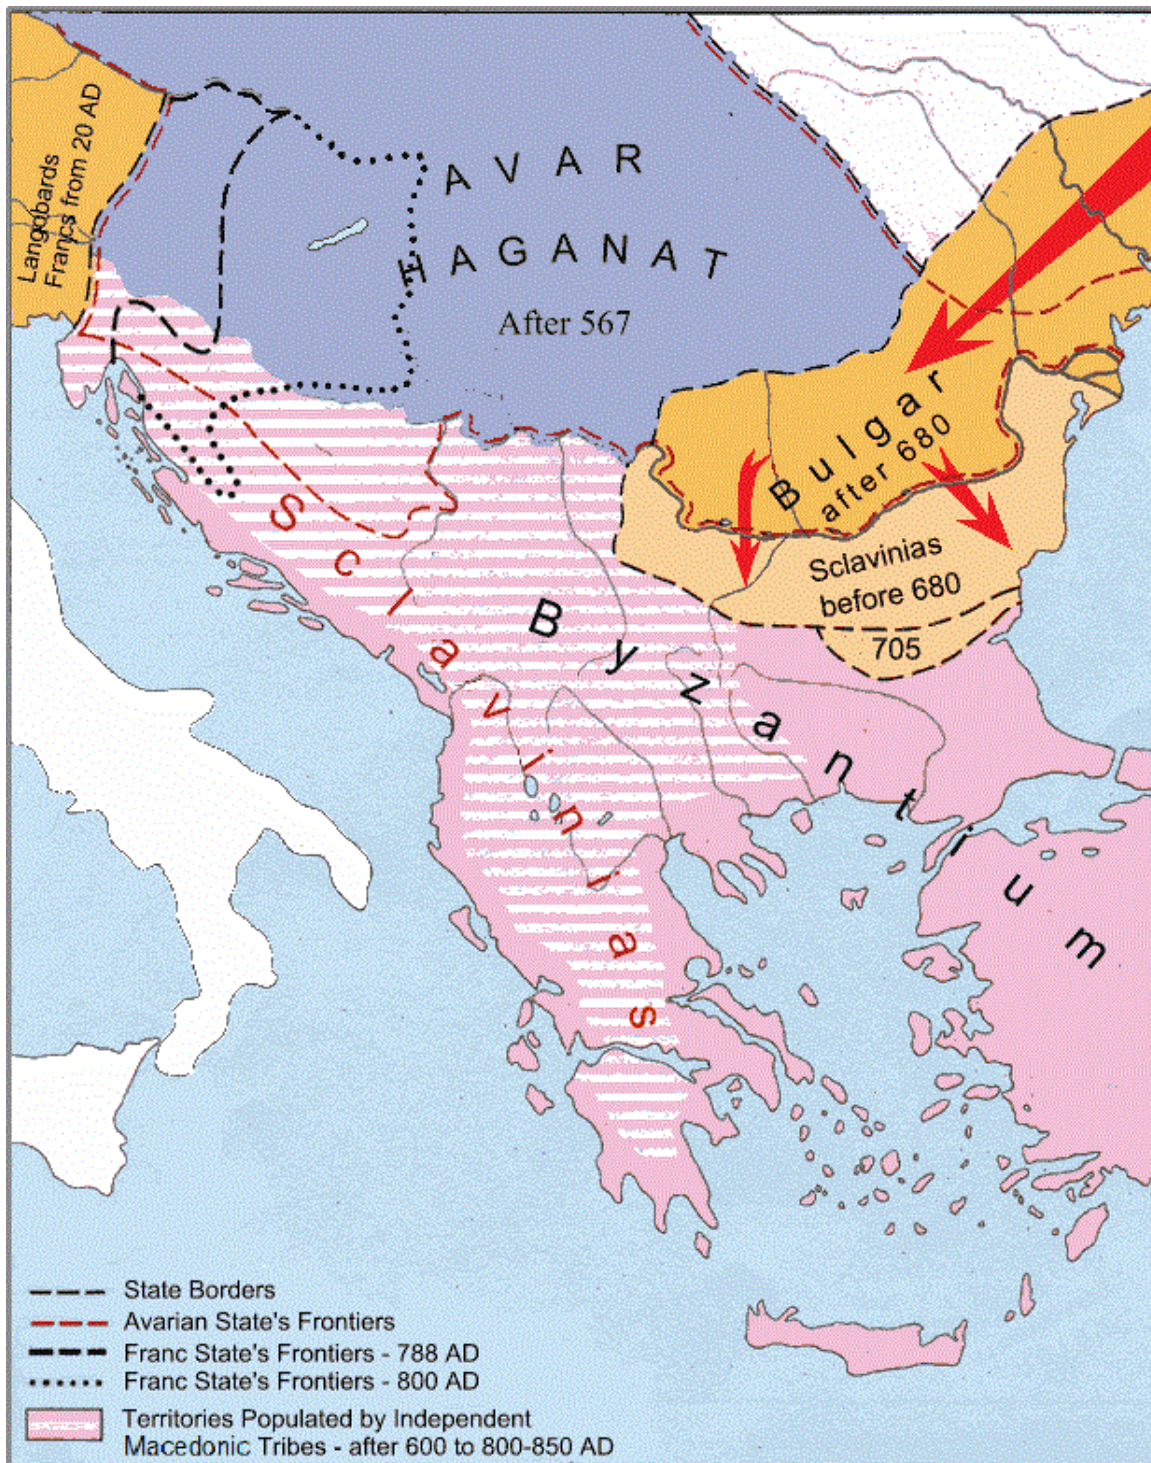 Langobards
Francs from 20 AD
AVAR
HAGANAT
After 567
Bulgar
after 680
Sclavinias
before 680
705
Sclavinias
Byzantium
State Borders
Avarian State's Frontiers
Franc State's Frontiers - 788 AD
Franc State's Frontiers - 800 AD
Territories Populated by Independent
Macedonic Tribes - after 600 to 800-850 AD